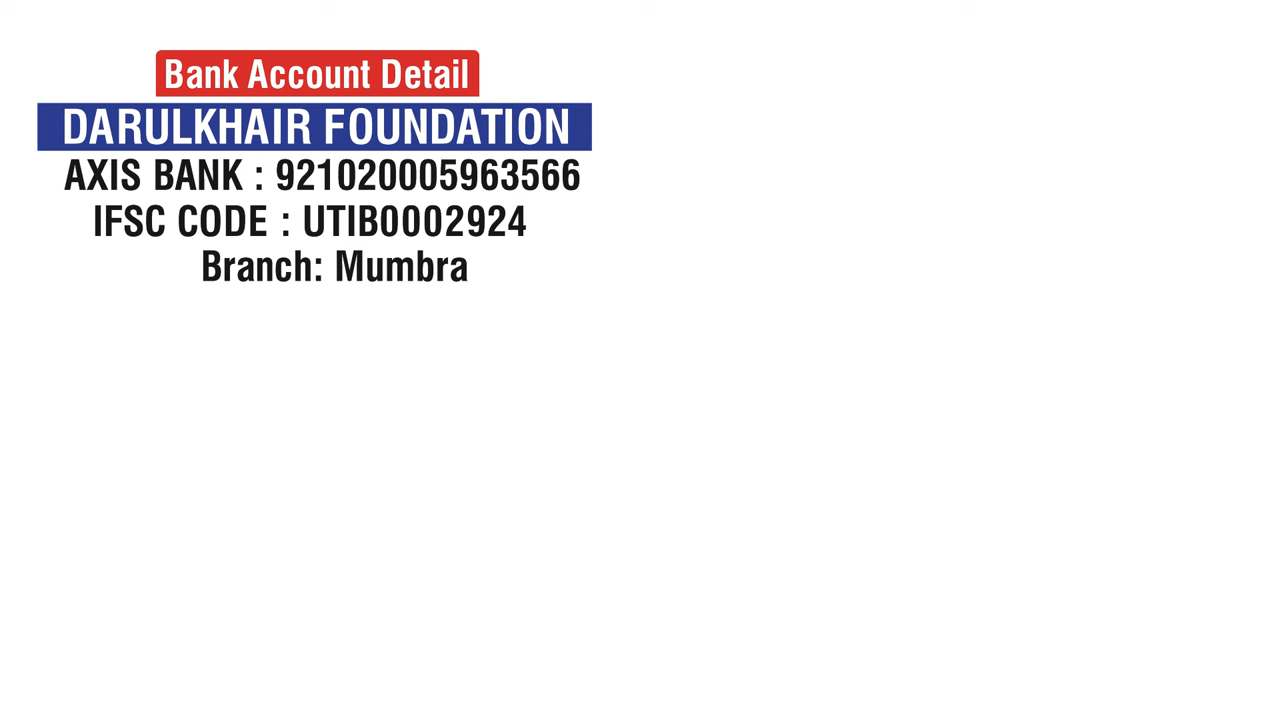 Bank Account Detail
DARULKHAIR FOUNDATION
AXIS BANK : 921020005963566
IFSC CODE : UTIB0002924
Branch: Mumbra